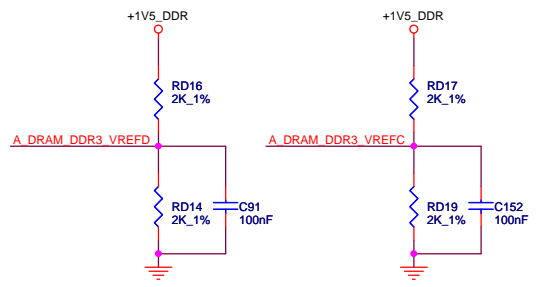 +1V5_DDR
+1V5_DDR
RD16
2K_1%
RD17
2K_1%
A_DRAM_DDR3_VREFD
A_DRAM_DDR3_VREFC
RD14
2K_1%
C91
100nF
RD19
2K_1%
C152
100nF